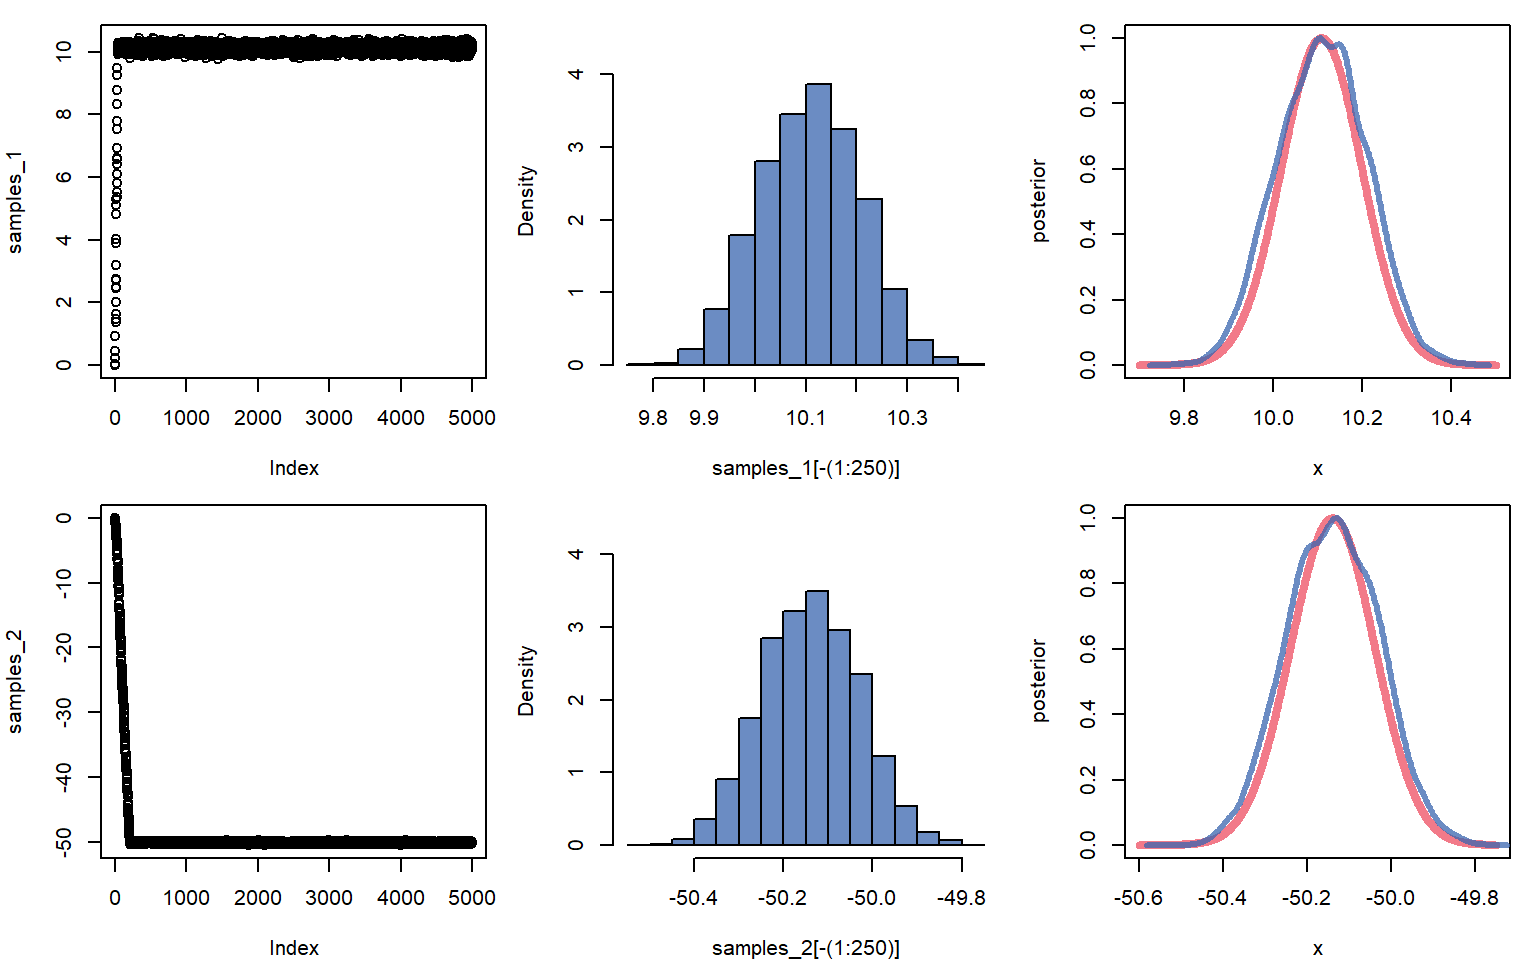 samples_1
10
8
6
4
2
0
0 1000 2000 3000 4000 5000
Index
Density
4
3
2
1
0
9.8 9.9 10.1 10.3
samples_1[-(1:250)]
posterior
1.0
0.8
0.6
0.4
0.2
0.0
9.8 10.0 10.2 10.4
x
samples_2
0
-10
-20
-30
-40
-50
0 1000 2000 3000 4000 5000
Index
Density
4
3
2
1
0
-50.4 -50.2 -50.0 -49.8
samples_2[-(1:250)]
posterior
1.0
0.8
0.6
0.4
0.2
0.0
-50.6 -50.4 -50.2 -50.0 -49.8
x